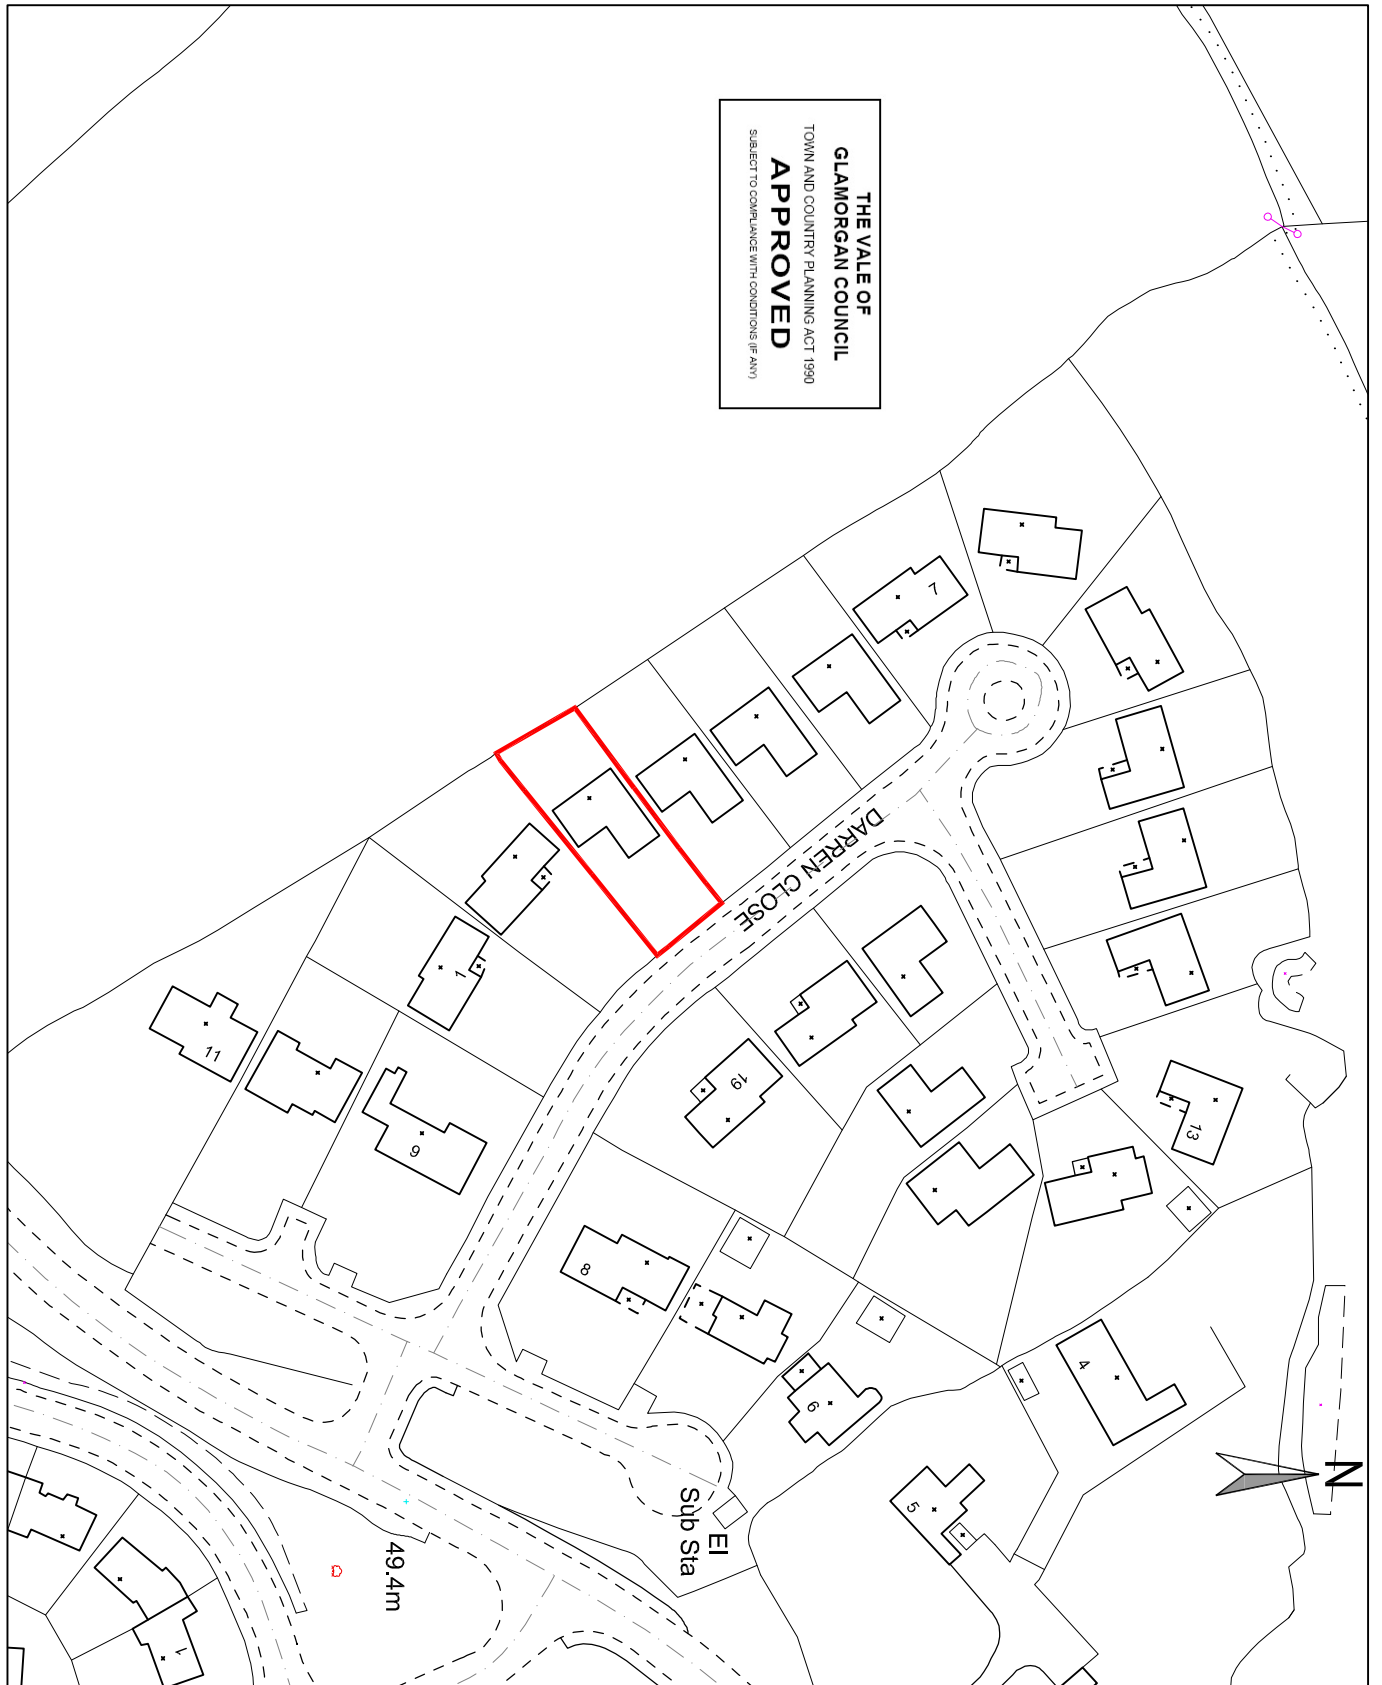 THE VALE OF
GLAMORGAN COUNCIL
TOWN AND COUNTRY PLANNING ACT 1990
APPROVED
SUBJECT TO COMPLIANCE WITH CONDITIONS (IF ANY)
7
DARREN CLOSE
1
11
9
19
13
8
6
4
5
N
El
Sub Sta
49.4m
1